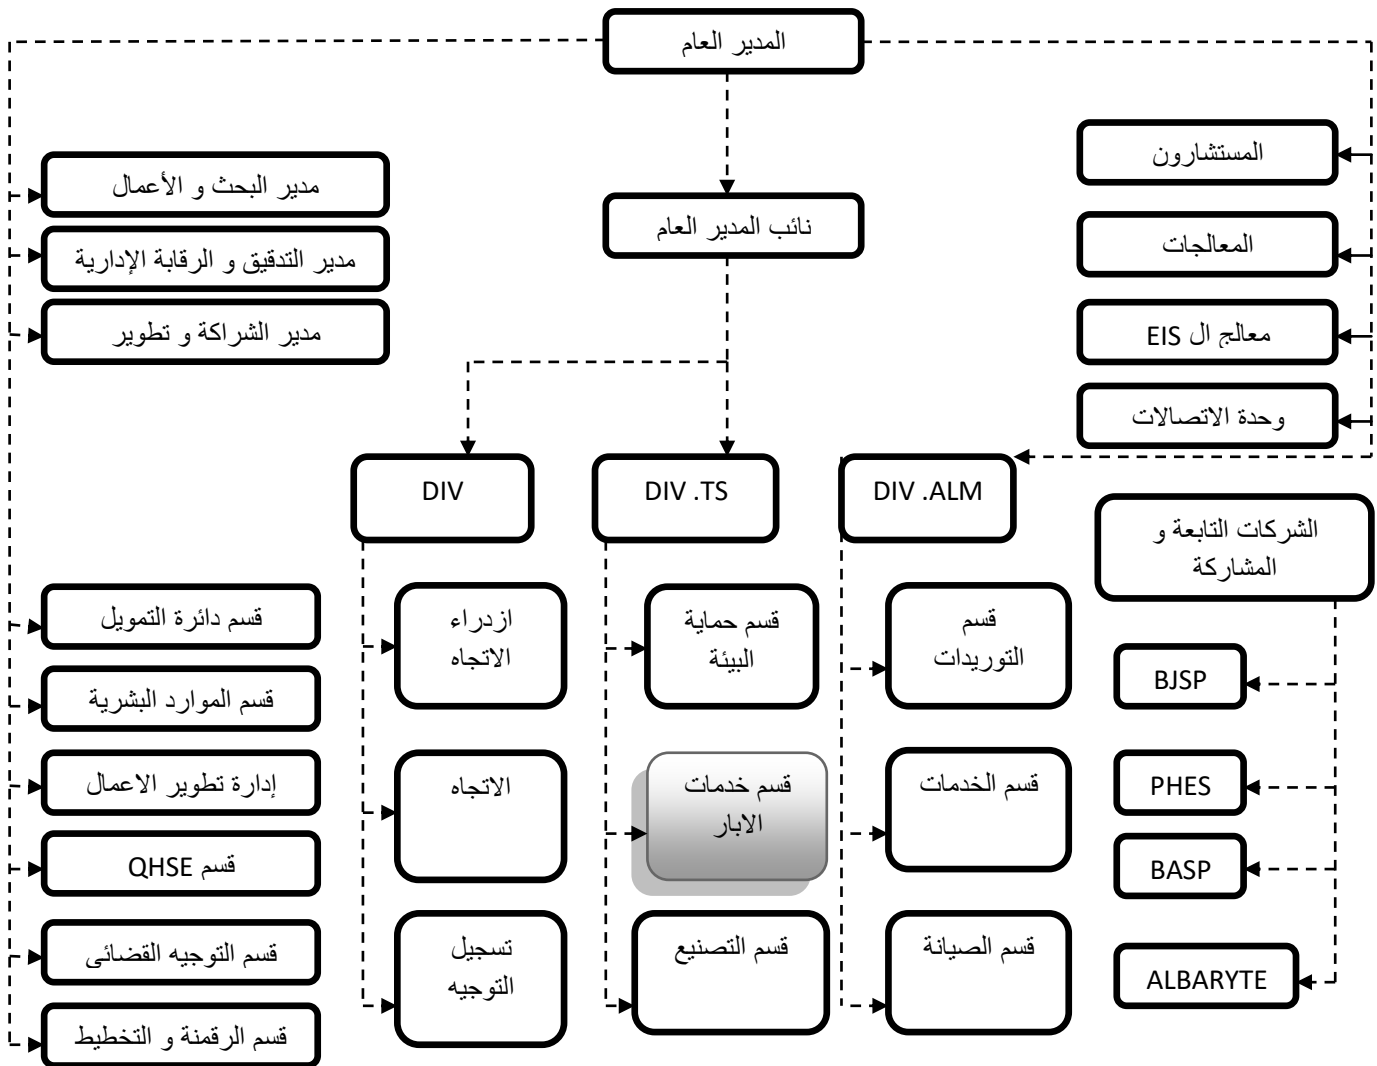 المدير العام
المستشارون
مدير البحث و الأعمال
نائب المدير العام
المعالجات
مدير التدقيق و الرقابة الإدارية
مدير الشراكة و تطوير
معالج ال EIS
وحدة الاتصالات
DIV
DIV .TS
DIV .ALM
الشركات التابعة و
المشاركة
قسم دائرة التمويل
ازدراء
الاتجاه
قسم حماية
البيئة
قسم
التوريدات
BJSP
قسم الموارد البشرية
إدارة تطوير الاعمال
الاتجاه
قسم خدمات
الابار
قسم الخدمات
PHES
قسم QHSE
BASP
قسم التوجيه القضائى
تسجيل
التوجيه
قسم التصنيع
قسم الصيانة
ALBARYTE
قسم الرقمنة و التخطيط